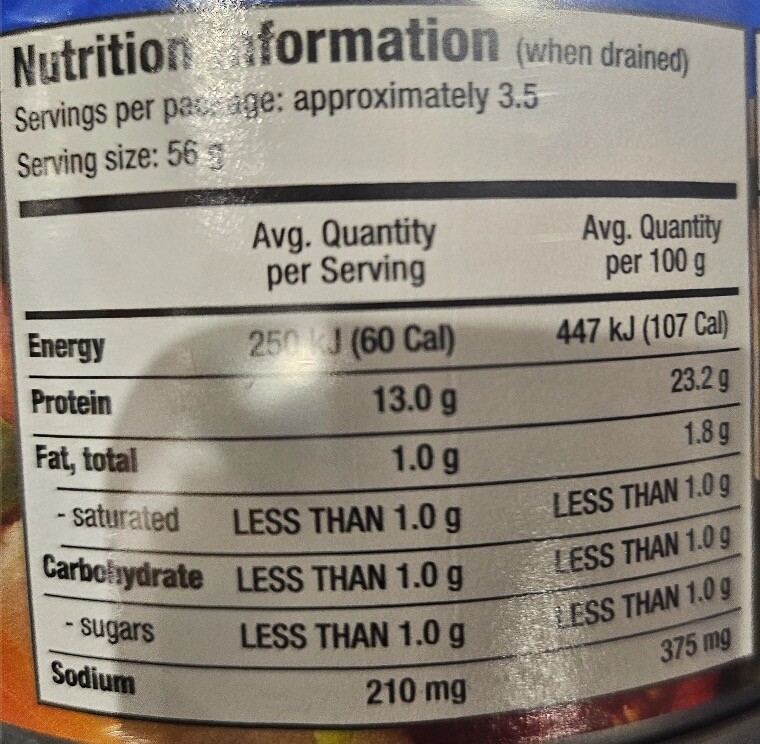 Nutrition Information (when drained)
Servings per package: approximately 3.5
Serving size: 56 g
Avg. Quantity per Serving Avg. Quantity per 100 g
Energy 250 kJ (60 Cal) 447 kJ (107 Cal)
Protein 13.0 g 23.2 g
Fat, total 1.0 g 1.8 g
- saturated LESS THAN 1.0 g LESS THAN 1.0 g
Carbohydrate LESS THAN 1.0 g LESS THAN 1.0 g
- sugars LESS THAN 1.0 g LESS THAN 1.0 g
Sodium 210 mg 375 mg